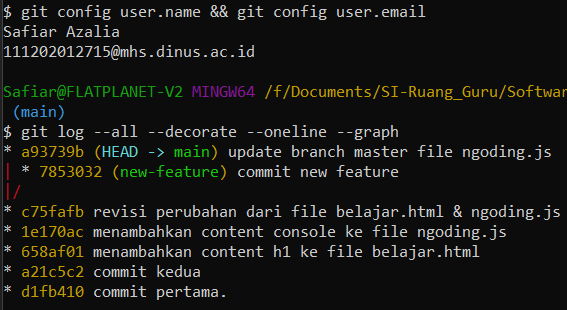 $ git config user.name && git config user.email
Safiar Azalia
111202012715@mhs.dinus.ac.id
Safiar@FLATPLANET-V2 MINGW64 /f/Documents/SI-Ruang_Guru/Softwar
(main)
$ git log --all --decorate --oneline --graph
* a93739b (HEAD -> main) update branch master file ngoding.js
| * 7853032 (new-feature) commit new feature
|/
* c75fafb revisi perubahan dari file belajar.html & ngoding.js
* 1e170ac menambahkan content console ke file ngoding.js
* 658af01 menambahkan content h1 ke file belajar.html
* a21c5c2 commit kedua
* d1fb410 commit pertama.